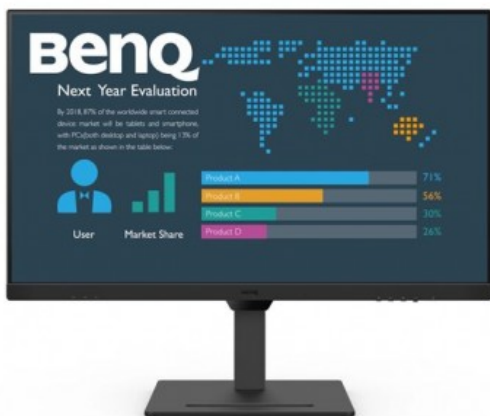 BenQ
Next Year Evaluation
By 2018, 87% of the worldwide smart connected
device market will be tablets and smartphone,
with PCs(both desktop and laptop) being 13% of
the market as shown in the table below:
Product A 71%
Product B 56%
Product C 30%
Product D 26%
User Market Share
BenQ